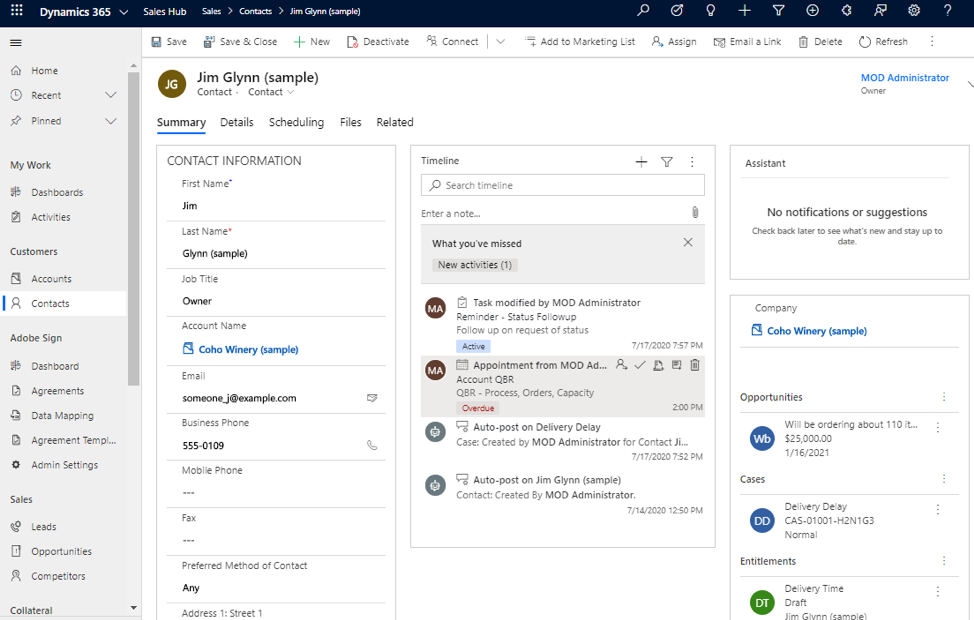 Dynamics 365 Sales Hub Sales > Contacts > Jim Glynn (sample)
Save Save & Close New Deactivate Connect Add to Marketing List Assign Email a Link Delete Refresh
Home
Recent
Pinned
My Work
Dashboards
Activities
Customers
Accounts
Contacts
Adobe Sign
Dashboard
Agreements
Data Mapping
Agreement Templ...
Admin Settings
Sales
Leads
Opportunities
Competitors
Collateral
JG
Jim Glynn (sample)
Contact · Contact
MOD Administrator
Owner
Summary Details Scheduling Files Related
CONTACT INFORMATION
First Name*
Jim
Last Name*
Glynn (sample)
Job Title
Owner
Account Name
Coho Winery (sample)
Email
someone_j@example.com
Business Phone
555-0109
Mobile Phone
---
Fax
---
Preferred Method of Contact
Any
Address 1: Street 1
Timeline
Search timeline
Enter a note...
What you've missed
New activities (1)
MA
Task modified by MOD Administrator
Reminder - Status Followup
Follow up on request of status
Active 7/17/2020 7:57 PM
MA
Appointment from MOD Ad...
Account QBR
QBR - Process, Orders, Capacity
Overdue 2:00 PM
Auto-post on Delivery Delay
Case: Created by MOD Administrator for Contact Ji...
7/17/2020 7:52 PM
Auto-post on Jim Glynn (sample)
Contact: Created By MOD Administrator.
7/14/2020 12:50 PM
Assistant
No notifications or suggestions
Check back later to see what's new and stay up to
date.
Company
Coho Winery (sample)
Opportunities
Wb
Will be ordering about 110 it...
$25,000.00
1/16/2021
Cases
DD
Delivery Delay
CAS-01001-H2N1G3
Normal
Entitlements
DT
Delivery Time
Draft
Jim Glynn (sample)